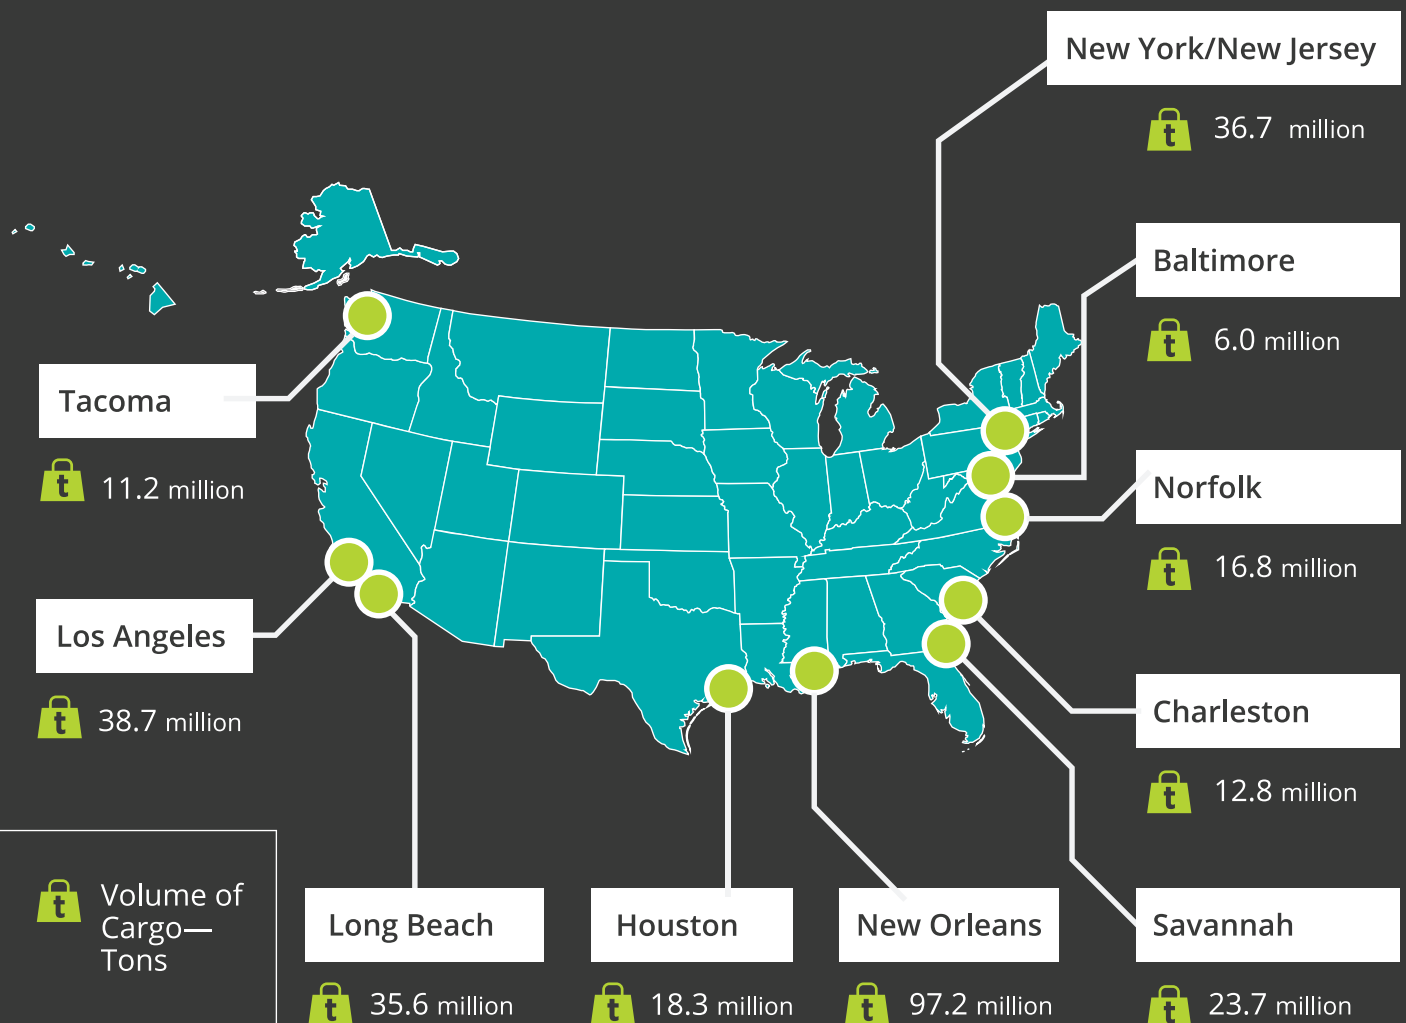 New York/New Jersey
t 36.7 million
Baltimore
t 6.0 million
Tacoma
t 11.2 million
Norfolk
t 16.8 million
Los Angeles
t 38.7 million
Charleston
t 12.8 million
t Volume of
Cargo—
Tons
Long Beach
t 35.6 million
Houston
t 18.3 million
New Orleans
t 97.2 million
Savannah
t 23.7 million